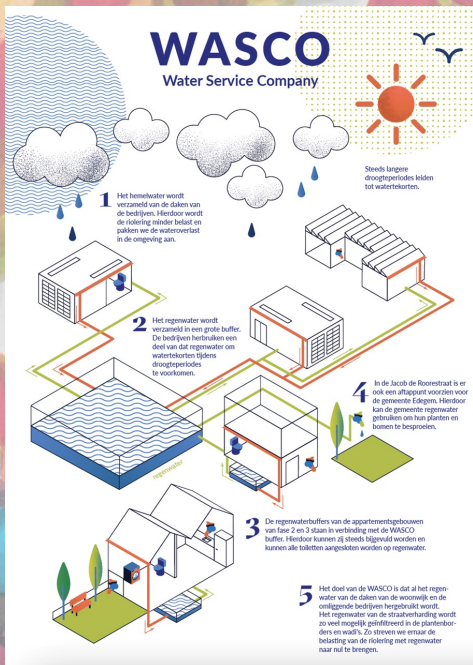 WASCO
Water Service Company
Steeds langere
droogteperiodes leiden
tot watertekorten.
1
Het hemelwater wordt
verzameld van de daken van
de bedrijven. Hierdoor wordt
de riolering minder belast en
pakken we de wateroverlast
in de omgeving aan.
2
Het regenwater wordt
verzameld in een grote buffer.
De bedrijven herbruiken een
deel van dat regenwater om
watertekorten tijdens
droogteperiodes
te voorkomen.
4
In de Jacob de Roorestraat is er
ook een aftappunt voorzien voor
de gemeente Edegem. Hierdoor
kan de gemeente regenwater
gebruiken om hun planten en
bomen te besproeien.
regenwater
3
De regenwaterbuffers van de appartementsgebouwen
van fase 2 en 3 staan in verbinding met de WASCO
buffer. Hierdoor kunnen zij steeds bijgevuld worden en
kunnen alle toiletten aangesloten worden op regenwater.
5
Het doel van de WASCO is dat al het regen-
water van de daken van de woonwijk en de
omliggende bedrijven hergebruikt wordt.
Het regenwater van de straatverharding wordt
zo veel mogelijk geïnfiltreerd in de plantenbor-
ders en wadi's. Zo streven we ernaar de
belasting van de riolering met regenwater
naar nul te brengen.